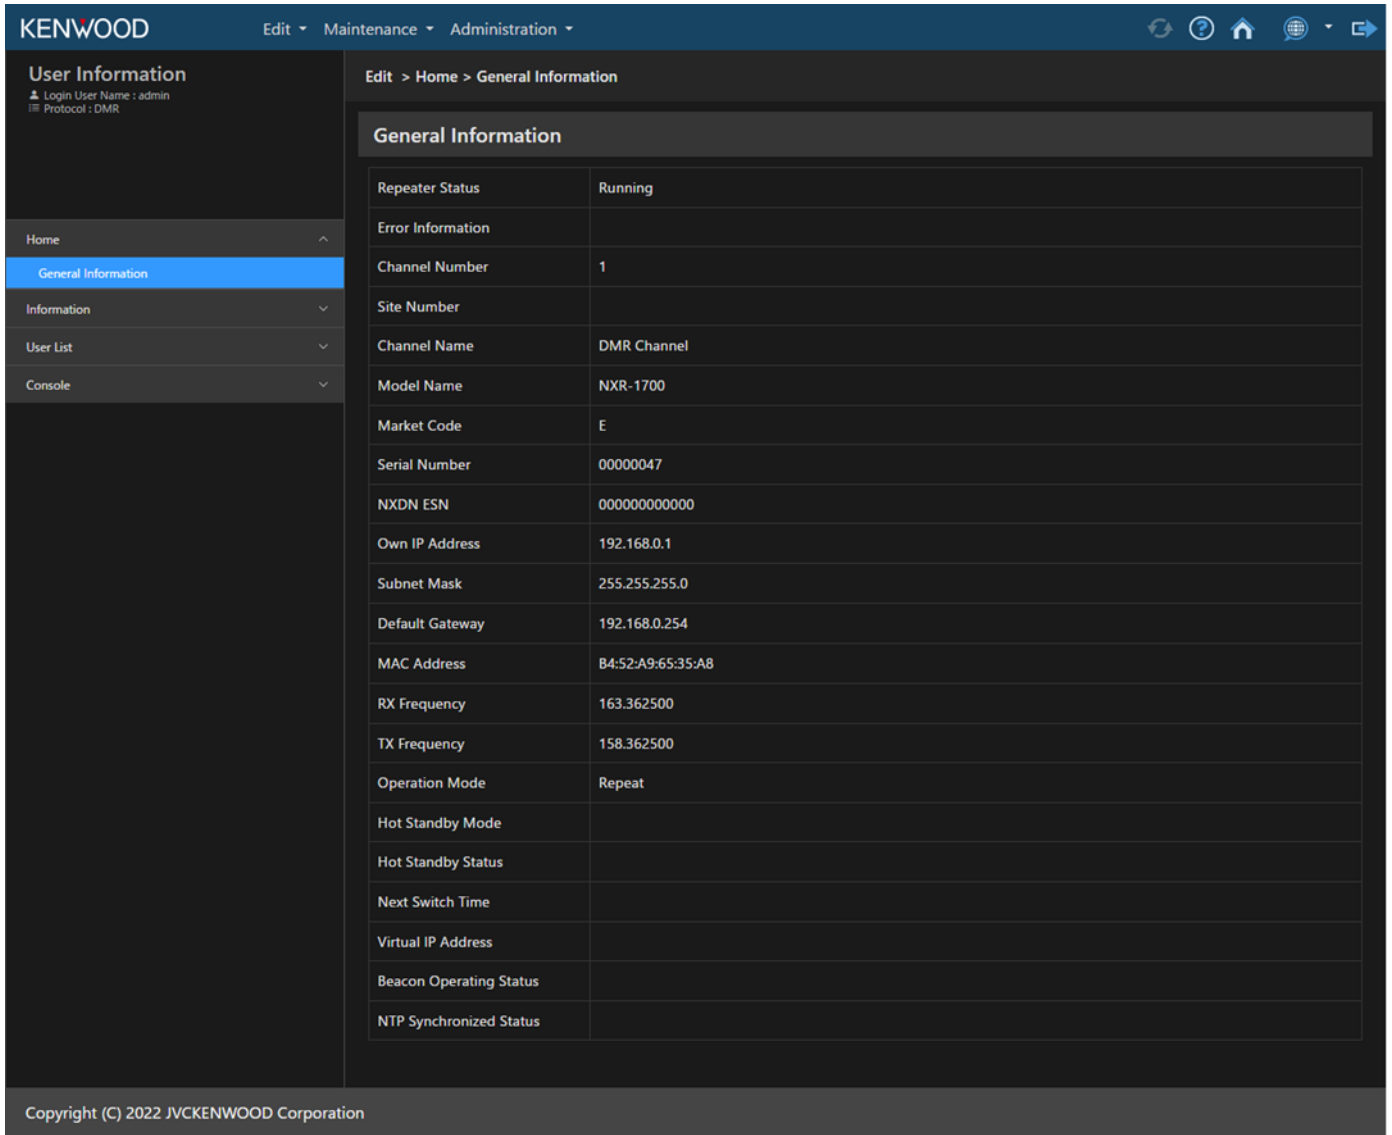 KENWOOD Edit Maintenance Administration
User Information
Login User Name : admin
Protocol : DMR
Home
General Information
Information
User List
Console
Edit > Home > General Information
General Information
Repeater Status Running
Error Information
Channel Number 1
Site Number
Channel Name DMR Channel
Model Name NXR-1700
Market Code E
Serial Number 00000047
NXDN ESN 000000000000
Own IP Address 192.168.0.1
Subnet Mask 255.255.255.0
Default Gateway 192.168.0.254
MAC Address B4:52:A9:65:35:A8
RX Frequency 163.362500
TX Frequency 158.362500
Operation Mode Repeat
Hot Standby Mode
Hot Standby Status
Next Switch Time
Virtual IP Address
Beacon Operating Status
NTP Synchronized Status
Copyright (C) 2022 JVCKENWOOD Corporation